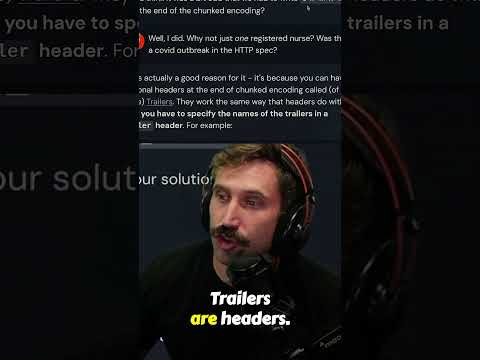 the end of the chunked encoding?
Well, I did. Why not just one registered nurse? Was th
a covid outbreak in the HTTP spec?
s actually a good reason for it - it's because you can hav
onal headers at the end of chunked encoding called (of
) Trailers. They work the same way that headers do with
you have to specify the names of the trailers in a
ler header. For example:
our solution
Trailers
are headers.